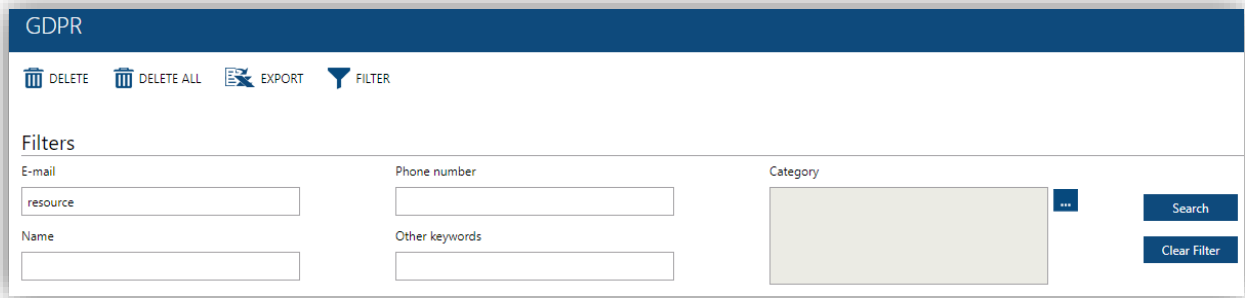 GDPR
DELETE DELETE ALL EXPORT FILTER
Filters
E-mail Phone number Category
resource ... Search
Name Other keywords
Clear Filter